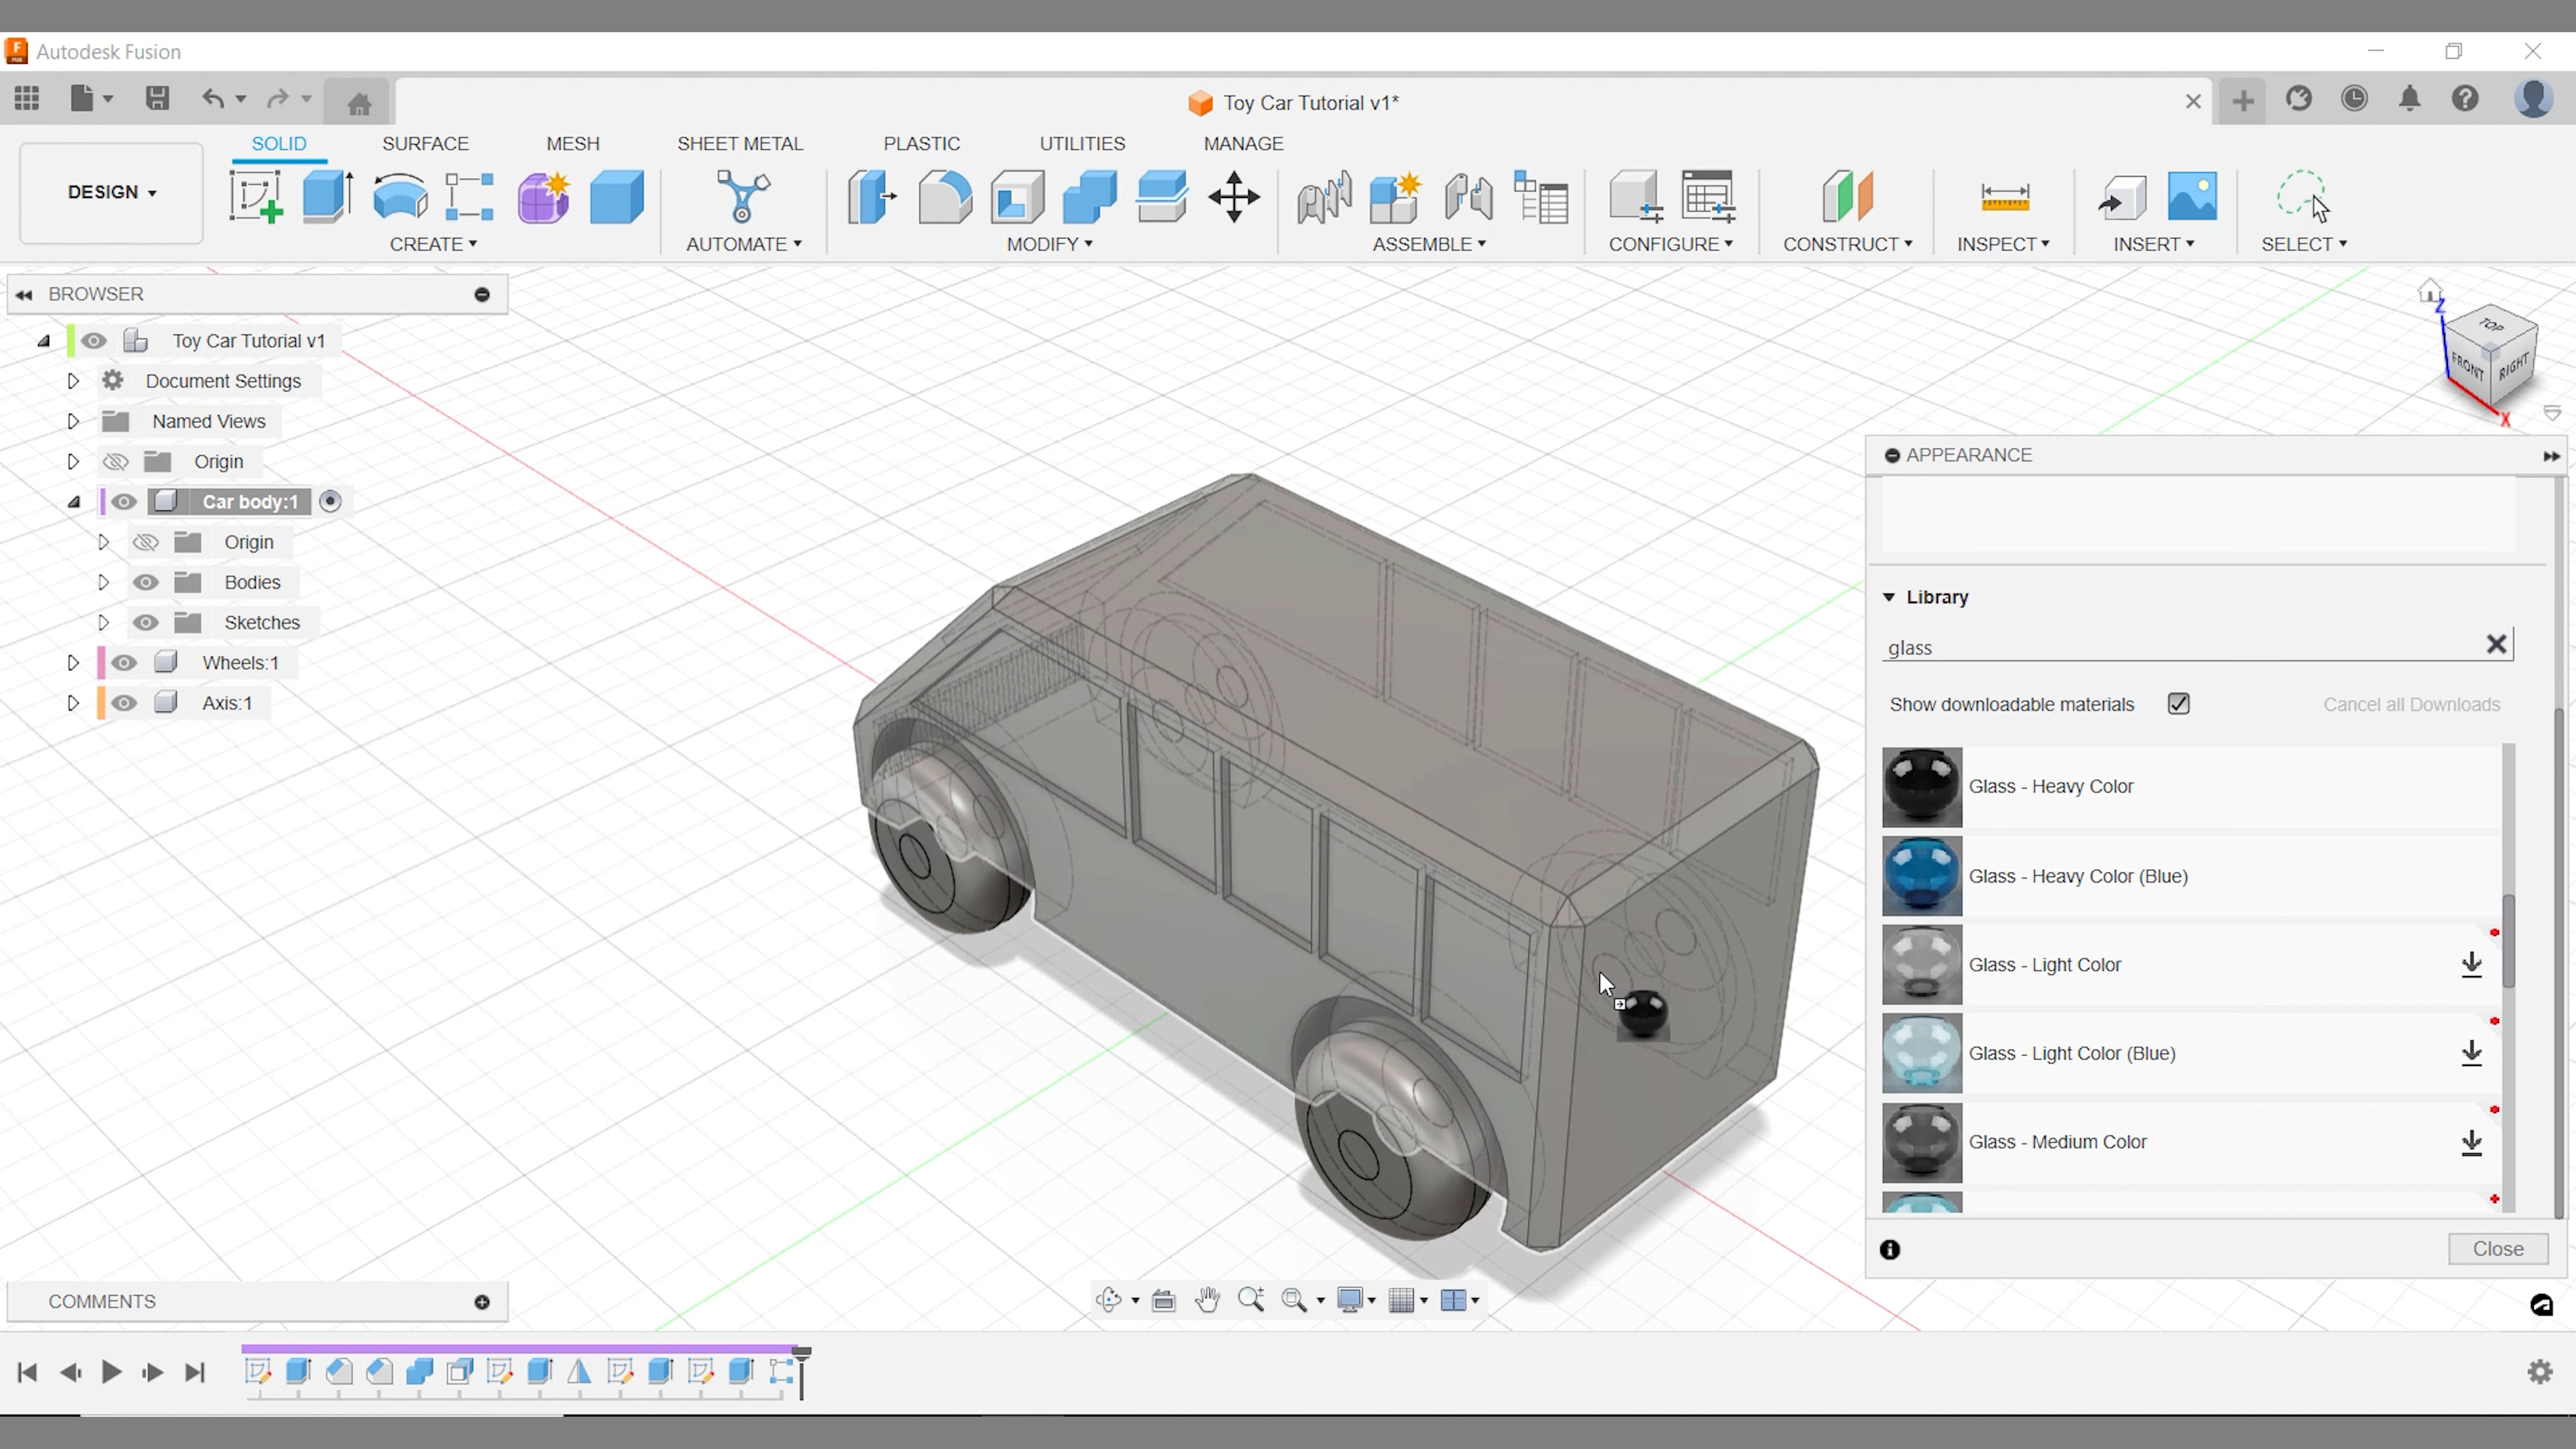 Autodesk Fusion
Toy Car Tutorial v1*
SOLID SURFACE MESH SHEET METAL PLASTIC UTILITIES MANAGE
DESIGN
CREATE AUTOMATE MODIFY ASSEMBLE CONFIGURE CONSTRUCT INSPECT INSERT SELECT
BROWSER
Toy Car Tutorial v1
Document Settings
Named Views
Origin
Car body:1
Origin
Bodies
Sketches
Wheels:1
Axis:1
Z
TOP
FRONT RIGHT
X
APPEARANCE
Library
glass
Show downloadable materials Cancel all Downloads
Glass - Heavy Color
Glass - Heavy Color (Blue)
Glass - Light Color
Glass - Light Color (Blue)
Glass - Medium Color
Close
COMMENTS